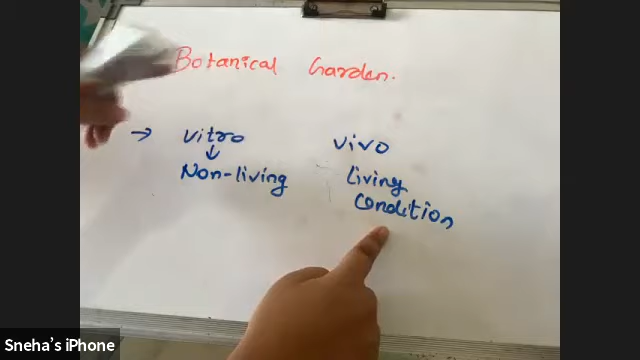 Botanical Garden.
→ Vitro
↓
Non-living
Vivo
living
condition
Sneha's iPhone